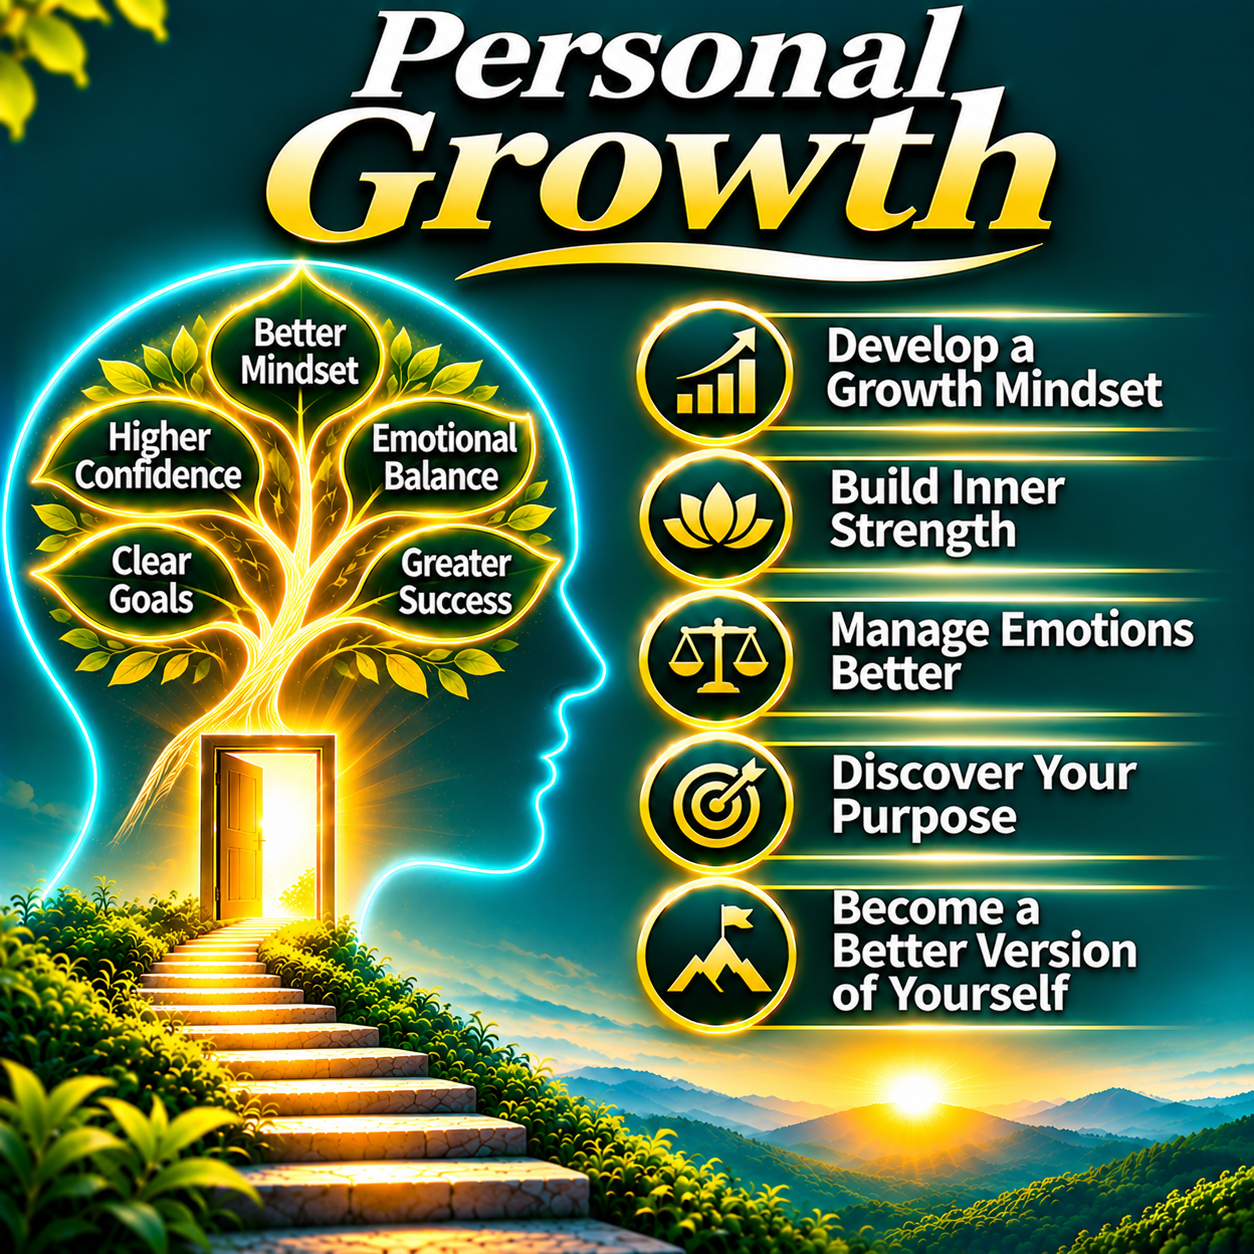 Personal
Growth
Better
Mindset
Higher
Confidence
Emotional
Balance
Clear
Goals
Greater
Success
Develop a
Growth Mindset
Build Inner
Strength
Manage Emotions
Better
Discover Your
Purpose
Become a
Better Version
of Yourself